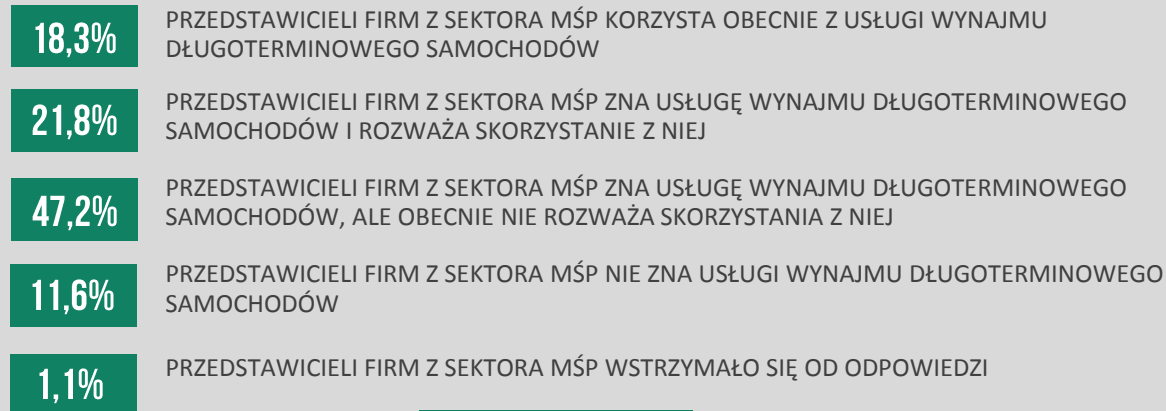 18,3%
PRZEDSTAWICIELI FIRM Z SEKTORA MŚP KORZYSTA OBECNIE Z USŁUGI WYNAJMU
DŁUGOTERMINOWEGO SAMOCHODÓW
21,8%
PRZEDSTAWICIELI FIRM Z SEKTORA MŚP ZNA USŁUGĘ WYNAJMU DŁUGOTERMINOWEGO
SAMOCHODÓW I ROZWAŻA SKORZYSTANIE Z NIEJ
47,2%
PRZEDSTAWICIELI FIRM Z SEKTORA MŚP ZNA USŁUGĘ WYNAJMU DŁUGOTERMINOWEGO
SAMOCHODÓW, ALE OBECNIE NIE ROZWAŻA SKORZYSTANIA Z NIEJ
11,6%
PRZEDSTAWICIELI FIRM Z SEKTORA MŚP NIE ZNA USŁUGI WYNAJMU DŁUGOTERMINOWEGO
SAMOCHODÓW
1,1%
PRZEDSTAWICIELI FIRM Z SEKTORA MŚP WSTRZYMAŁO SIĘ OD ODPOWIEDZI